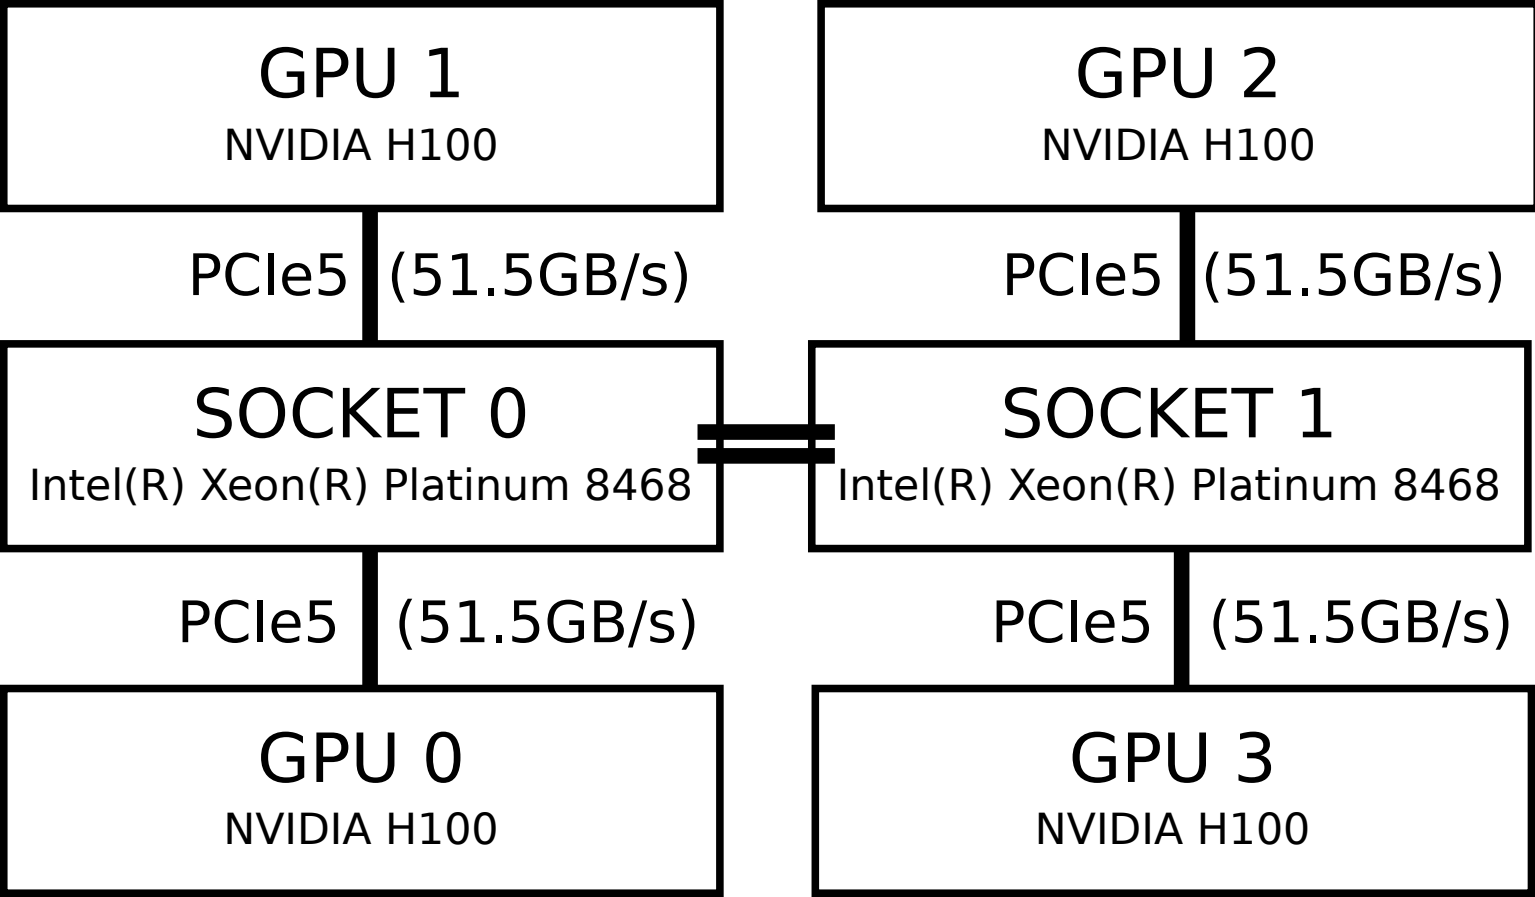 GPU 1
NVIDIA H100
GPU 2
NVIDIA H100
PCIe5 (51.5GB/s)
PCIe5 (51.5GB/s)
SOCKET 0
Intel(R) Xeon(R) Platinum 8468
SOCKET 1
Intel(R) Xeon(R) Platinum 8468
PCIe5 (51.5GB/s)
PCIe5 (51.5GB/s)
GPU 0
NVIDIA H100
GPU 3
NVIDIA H100